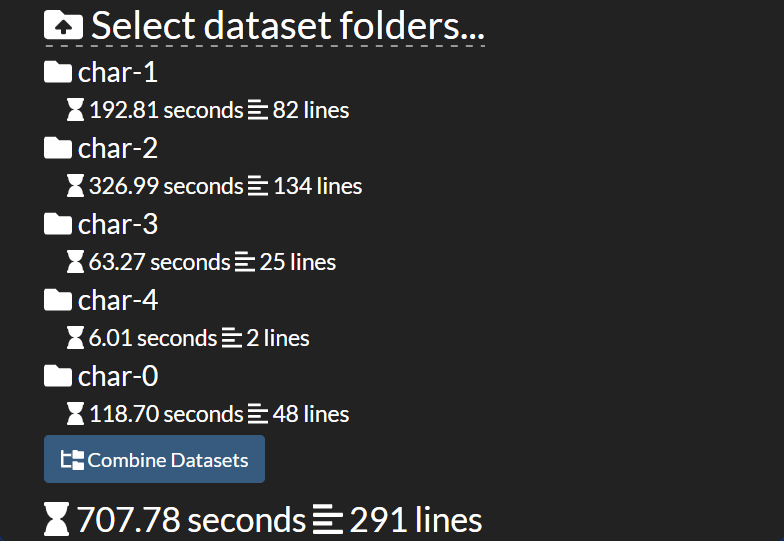 Select dataset folders...
char-1
192.81 seconds 82 lines
char-2
326.99 seconds 134 lines
char-3
63.27 seconds 25 lines
char-4
6.01 seconds 2 lines
char-0
118.70 seconds 48 lines
Combine Datasets
707.78 seconds 291 lines